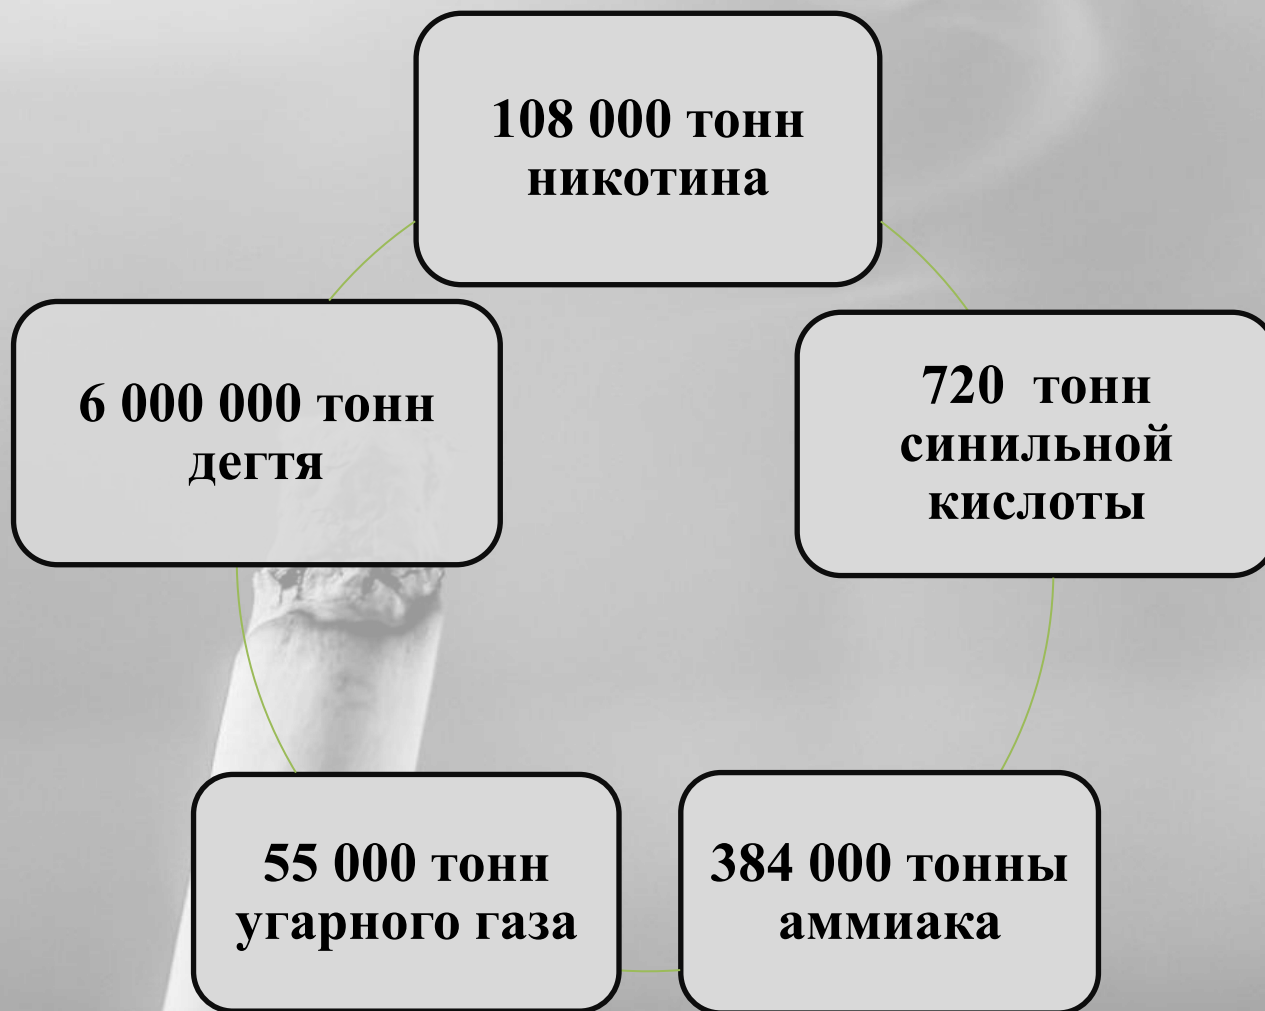 108 000 тонн
никотина
6 000 000 тонн
дегтя
720  тонн
синильной
кислоты
55 000 тонн
угарного газа
384 000 тонны
аммиака